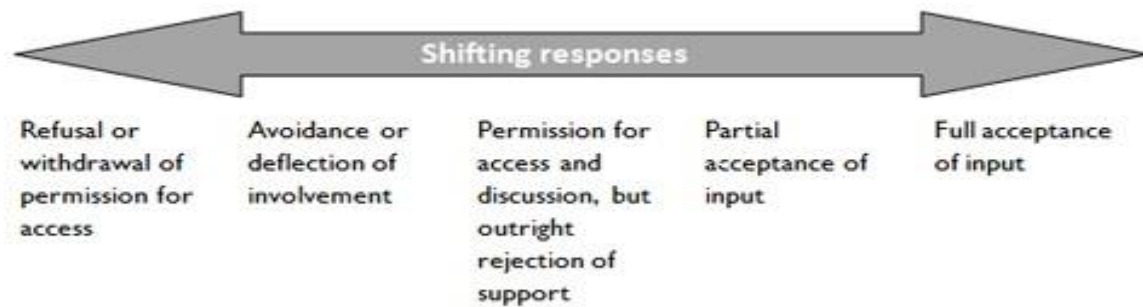 Shifting responses
Refusal or
withdrawal of
permission for
access
Avoidance or
deflection of
involvement
Permission for
access and
discussion, but
outright
rejection of
support
Partial
acceptance of
input
Full acceptance
of input